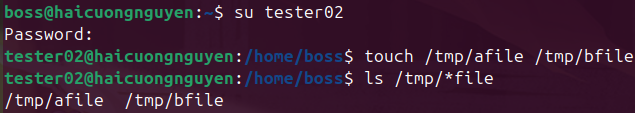 boss@haicuongnguyen:~$ su tester02
Password:
tester02@haicuongnguyen:/home/boss$ touch /tmp/afile /tmp/bfile
tester02@haicuongnguyen:/home/boss$ ls /tmp/*file
/tmp/afile  /tmp/bfile